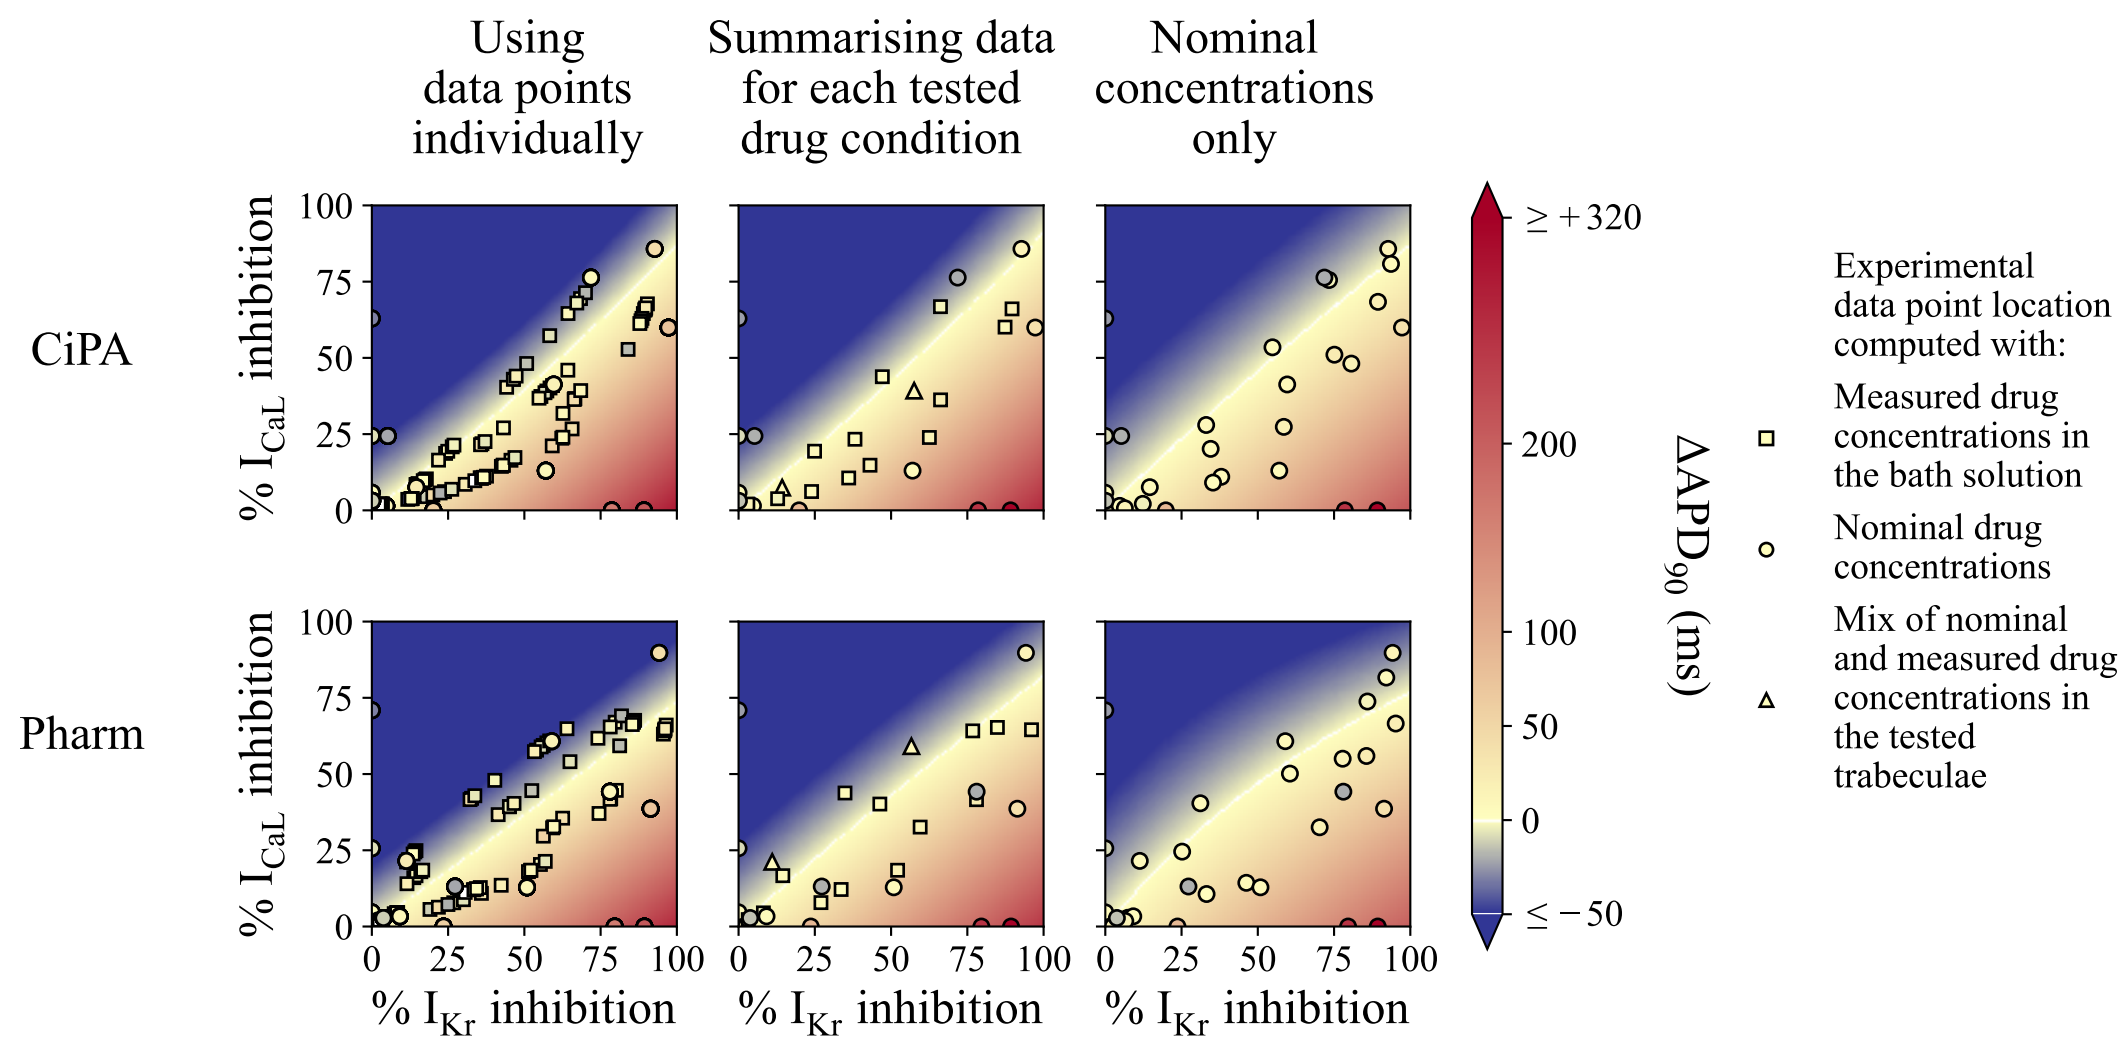 Using
data points
individually
Summarising data
for each tested
drug condition
Nominal
concentrations
only
CiPA
% I_CaL inhibition
100
75
50
25
0
Pharm
% I_CaL inhibition
100
75
50
25
0
0 25 50 75 100
% I_Kr inhibition
0 25 50 75 100
% I_Kr inhibition
0 25 50 75 100
% I_Kr inhibition
≥ +320
200
100
50
0
≤ −50
ΔAPD_90 (ms)
Experimental
data point location
computed with:
Measured drug
concentrations in
the bath solution
Nominal drug
concentrations
Mix of nominal
and measured drug
concentrations in
the tested
trabeculae